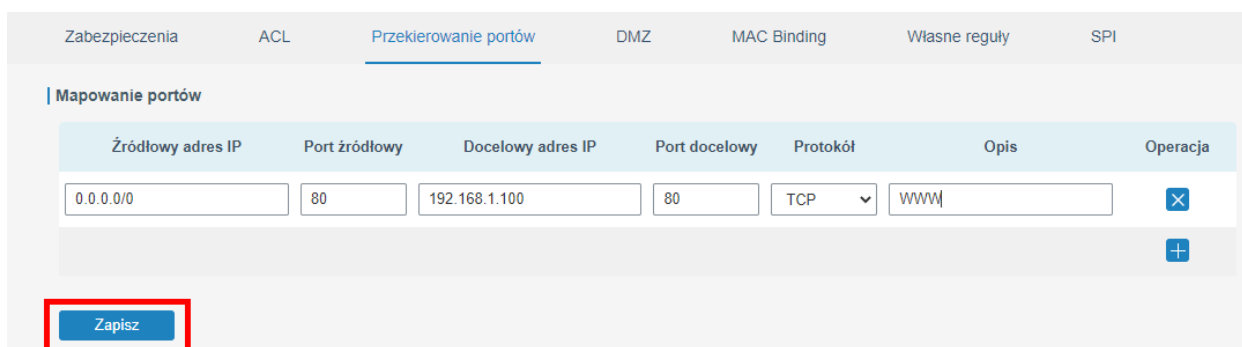 Zabezpieczenia ACL Przekierowanie portów DMZ MAC Binding Własne reguły SPI
Mapowanie portów
Źródłowy adres IP Port źródłowy Docelowy adres IP Port docelowy Protokół Opis Operacja
0.0.0.0/0 80 192.168.1.100 80 TCP WWW
Zapisz